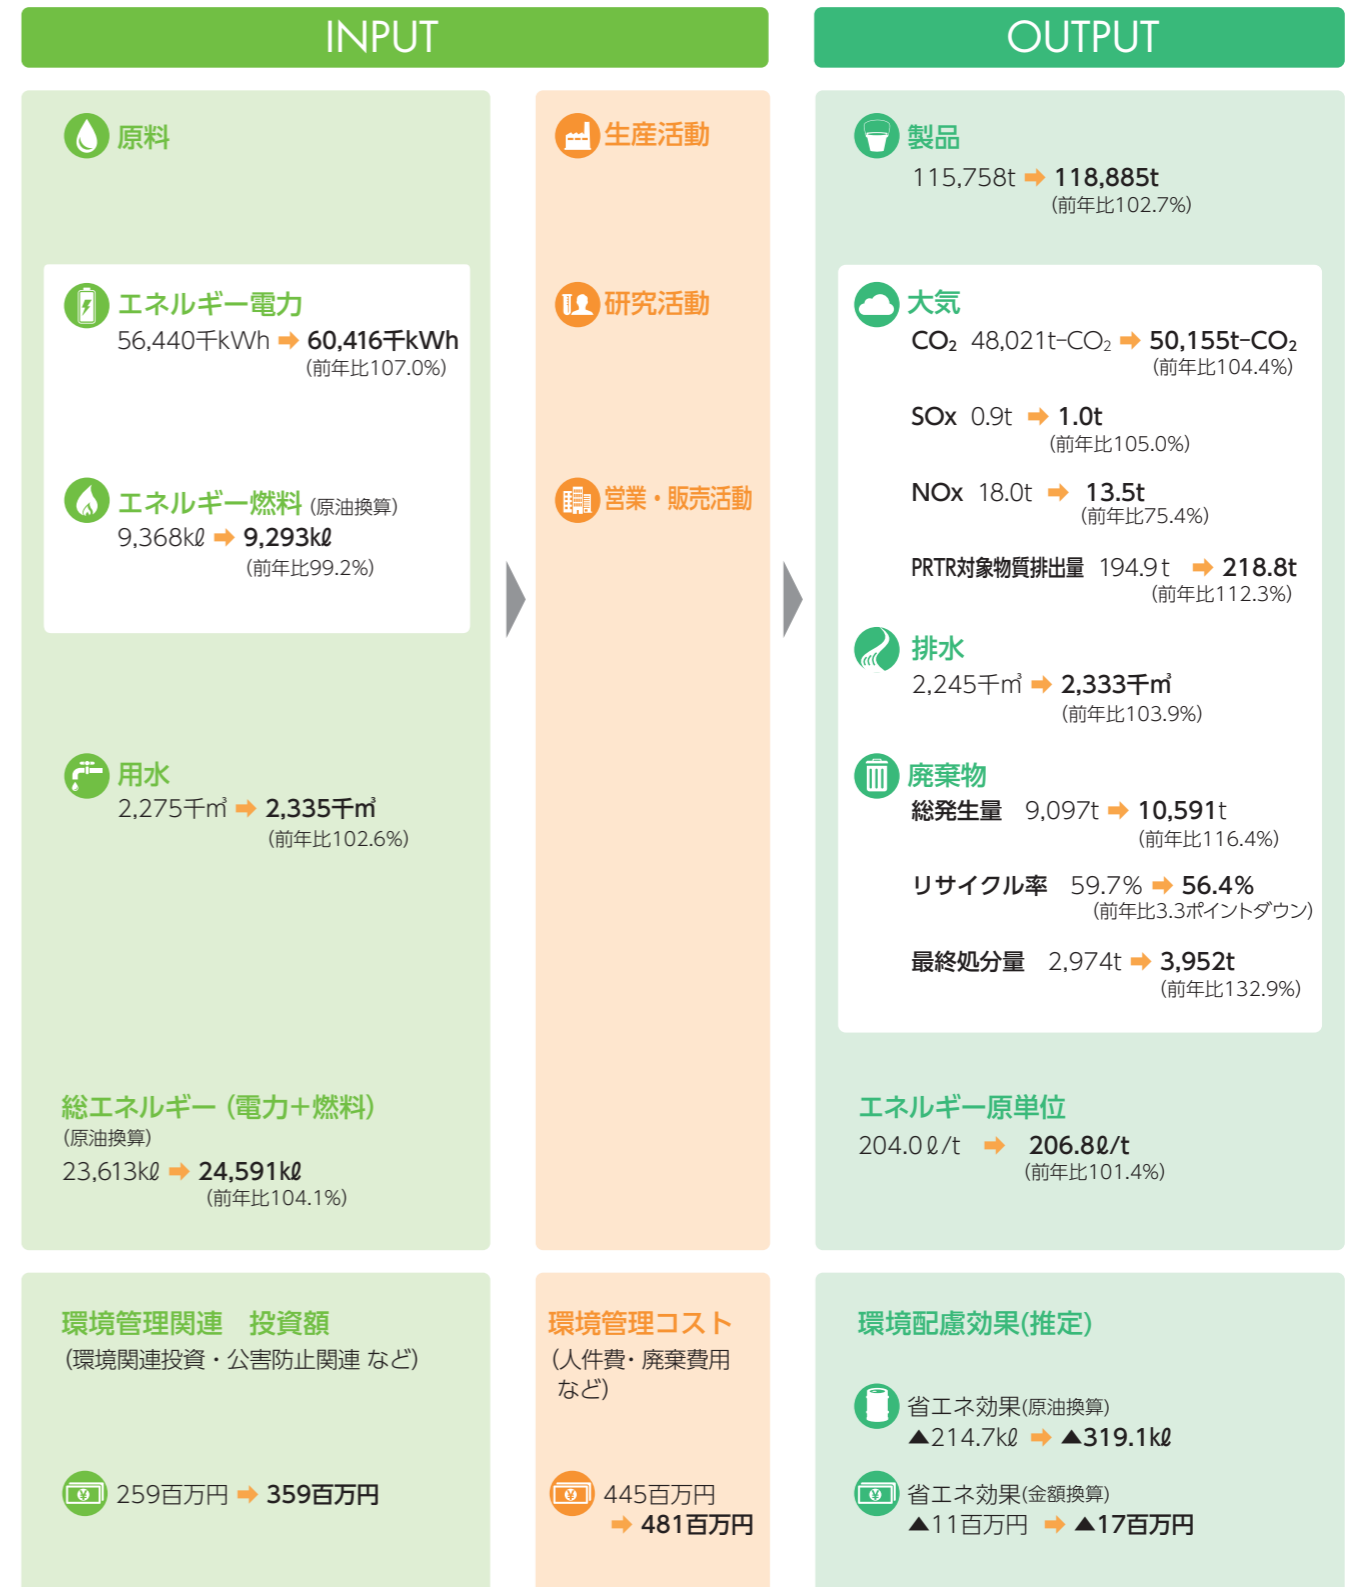 INPUT
原料
エネルギー電力
56,440千kWh ➡ 60,416千kWh
(前年比107.0%)
エネルギー燃料 (原油換算)
9,368kℓ ➡ 9,293kℓ
(前年比99.2%)
用水
2,275千㎥ ➡ 2,335千㎥
(前年比102.6%)
総エネルギー (電力+燃料)
(原油換算)
23,613kℓ ➡ 24,591kℓ
(前年比104.1%)
生産活動
研究活動
営業・販売活動
OUTPUT
製品
115,758t ➡ 118,885t
(前年比102.7%)
大気
CO₂ 48,021t-CO₂ ➡ 50,155t-CO₂
(前年比104.4%)
SOx 0.9t ➡ 1.0t
(前年比105.0%)
NOx 18.0t ➡ 13.5t
(前年比75.4%)
PRTR対象物質排出量 194.9t ➡ 218.8t
(前年比112.3%)
排水
2,245千㎥ ➡ 2,333千㎥
(前年比103.9%)
廃棄物
総発生量 9,097t ➡ 10,591t
(前年比116.4%)
リサイクル率 59.7% ➡ 56.4%
(前年比3.3ポイントダウン)
最終処分量 2,974t ➡ 3,952t
(前年比132.9%)
エネルギー原単位
204.0ℓ/t ➡ 206.8ℓ/t
(前年比101.4%)
環境管理関連 投資額
(環境関連投資・公害防止関連 など)
¥ 259百万円 ➡ 359百万円
環境管理コスト
(人件費・廃棄費用
など)
¥ 445百万円
➡ 481百万円
環境配慮効果(推定)
省エネ効果(原油換算)
▲214.7kℓ ➡ ▲319.1kℓ
¥ 省エネ効果(金額換算)
▲11百万円 ➡ ▲17百万円